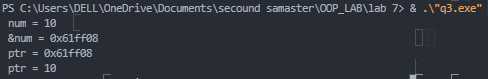 PS C:\Users\DELL\OneDrive\Documents\secound samaster\OOP_LAB\lab 7> & .\"q3.exe"
num = 10
&num = 0x61ff08
ptr = 0x61ff08
ptr = 10